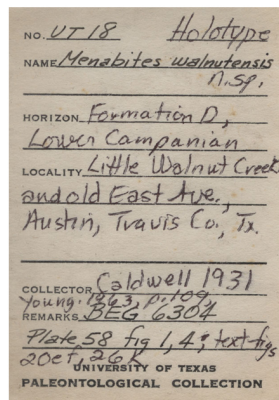 NO. UT 18 Holotype
NAME Menabites walnutensis
n.sp.
HORIZON Formation D,
Lower Campanian
LOCALITY Little Walnut Creek
and old East Ave.,
Austin, Travis Co., Tx.
COLLECTOR Caldwell 1931
Young. 1963, p.109
REMARKS BEG 6304
Plate 58 fig 1, 4; text-figs
20ef, 26k
UNIVERSITY OF TEXAS
PALEONTOLOGICAL COLLECTION